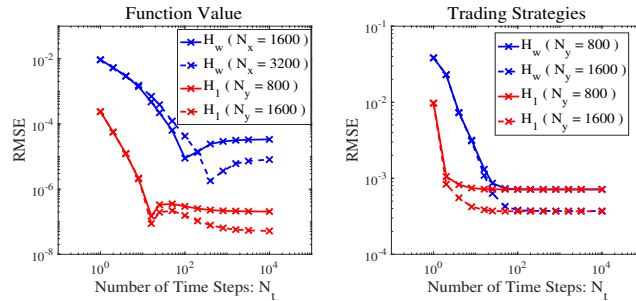 Function Value
RMSE
10^-2
10^-4
10^-6
10^-8
10^0
10^2
10^4
Number of Time Steps: N_t
H_w ( N_x = 1600)
H_w ( N_x = 3200)
H_1 ( N_y = 800)
H_1 ( N_y = 1600)
Trading Strategies
RMSE
10^-1
10^-2
10^-3
10^-4
10^0
10^2
10^4
Number of Time Steps: N_t
H_w ( N_y = 800)
H_w ( N_y = 1600)
H_1 ( N_y = 800)
H_1 ( N_y = 1600)